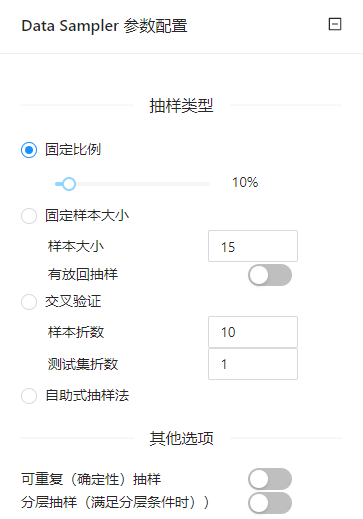 Data Sampler 参数配置
抽样类型
固定比例
10%
固定样本大小
样本大小 15
有放回抽样
交叉验证
样本折数 10
测试集折数 1
自助式抽样法
其他选项
可重复（确定性）抽样
分层抽样（满足分层条件时））